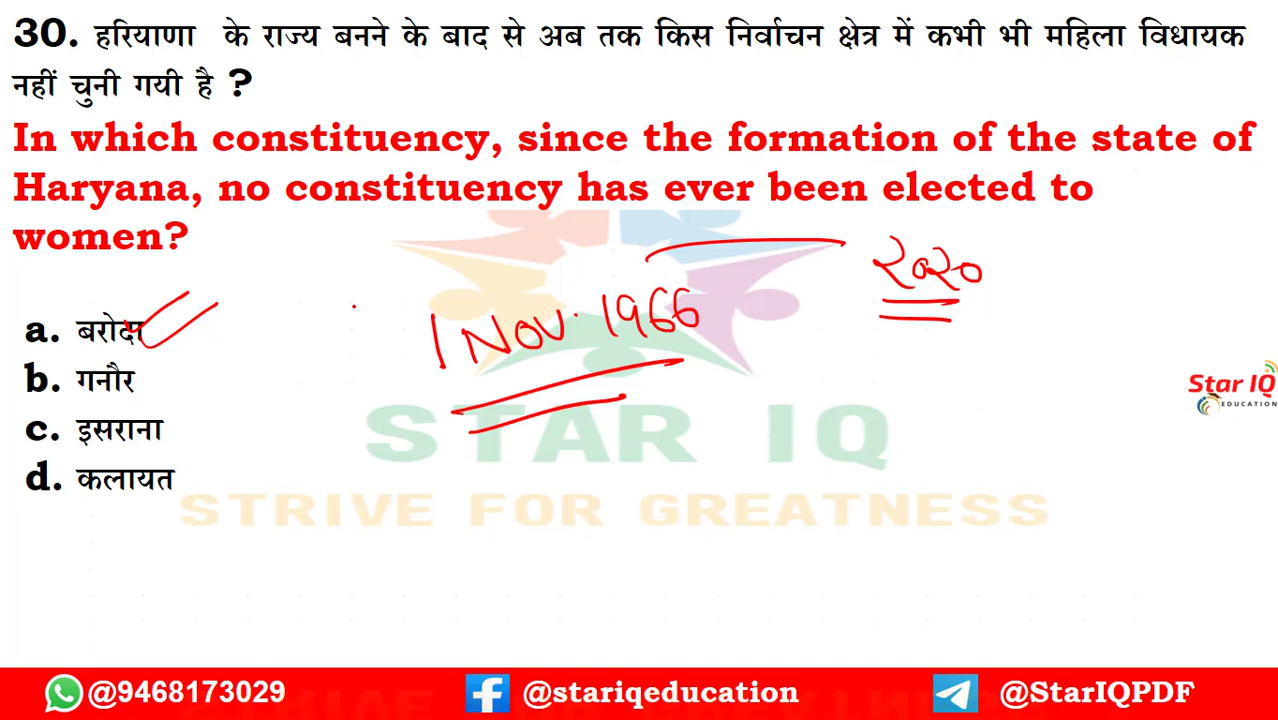 30. हरियाणा के राज्य बनने के बाद से अब तक किस निर्वाचन क्षेत्र में कभी भी महिला विधायक
नहीं चुनी गयी है ?
In which constituency, since the formation of the state of
Haryana, no constituency has ever been elected to
women?
२०२०
1 Nov. 1966
a. बरोदा
b. गनौर
c. इसराना
d. कलायत
Star IQ
EDUCATION
STAR IQ
STRIVE FOR GREATNESS
@9468173029 @stariqeducation @StarIQPDF